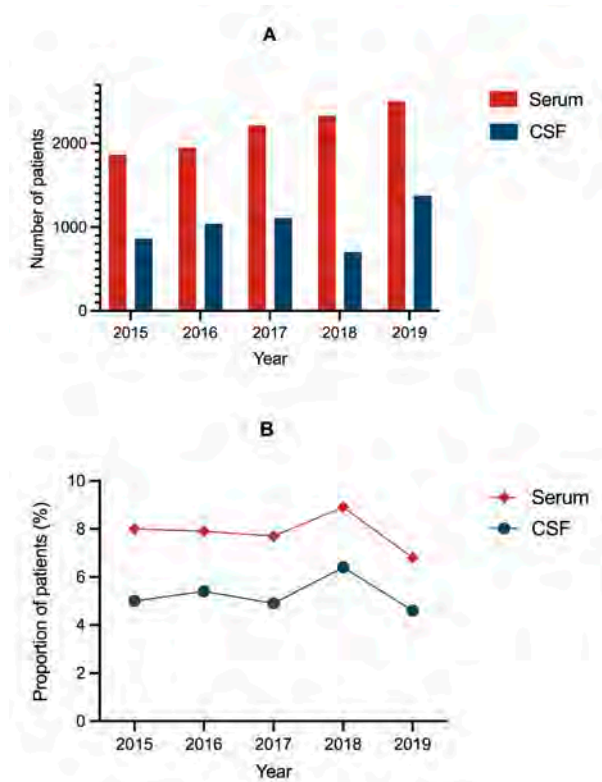 A
Number of patients
2000
1000
0
2015 2016 2017 2018 2019
Year
Serum
CSF
B
Proportion of patients (%)
10
8
6
4
2
0
2015 2016 2017 2018 2019
Year
Serum
CSF